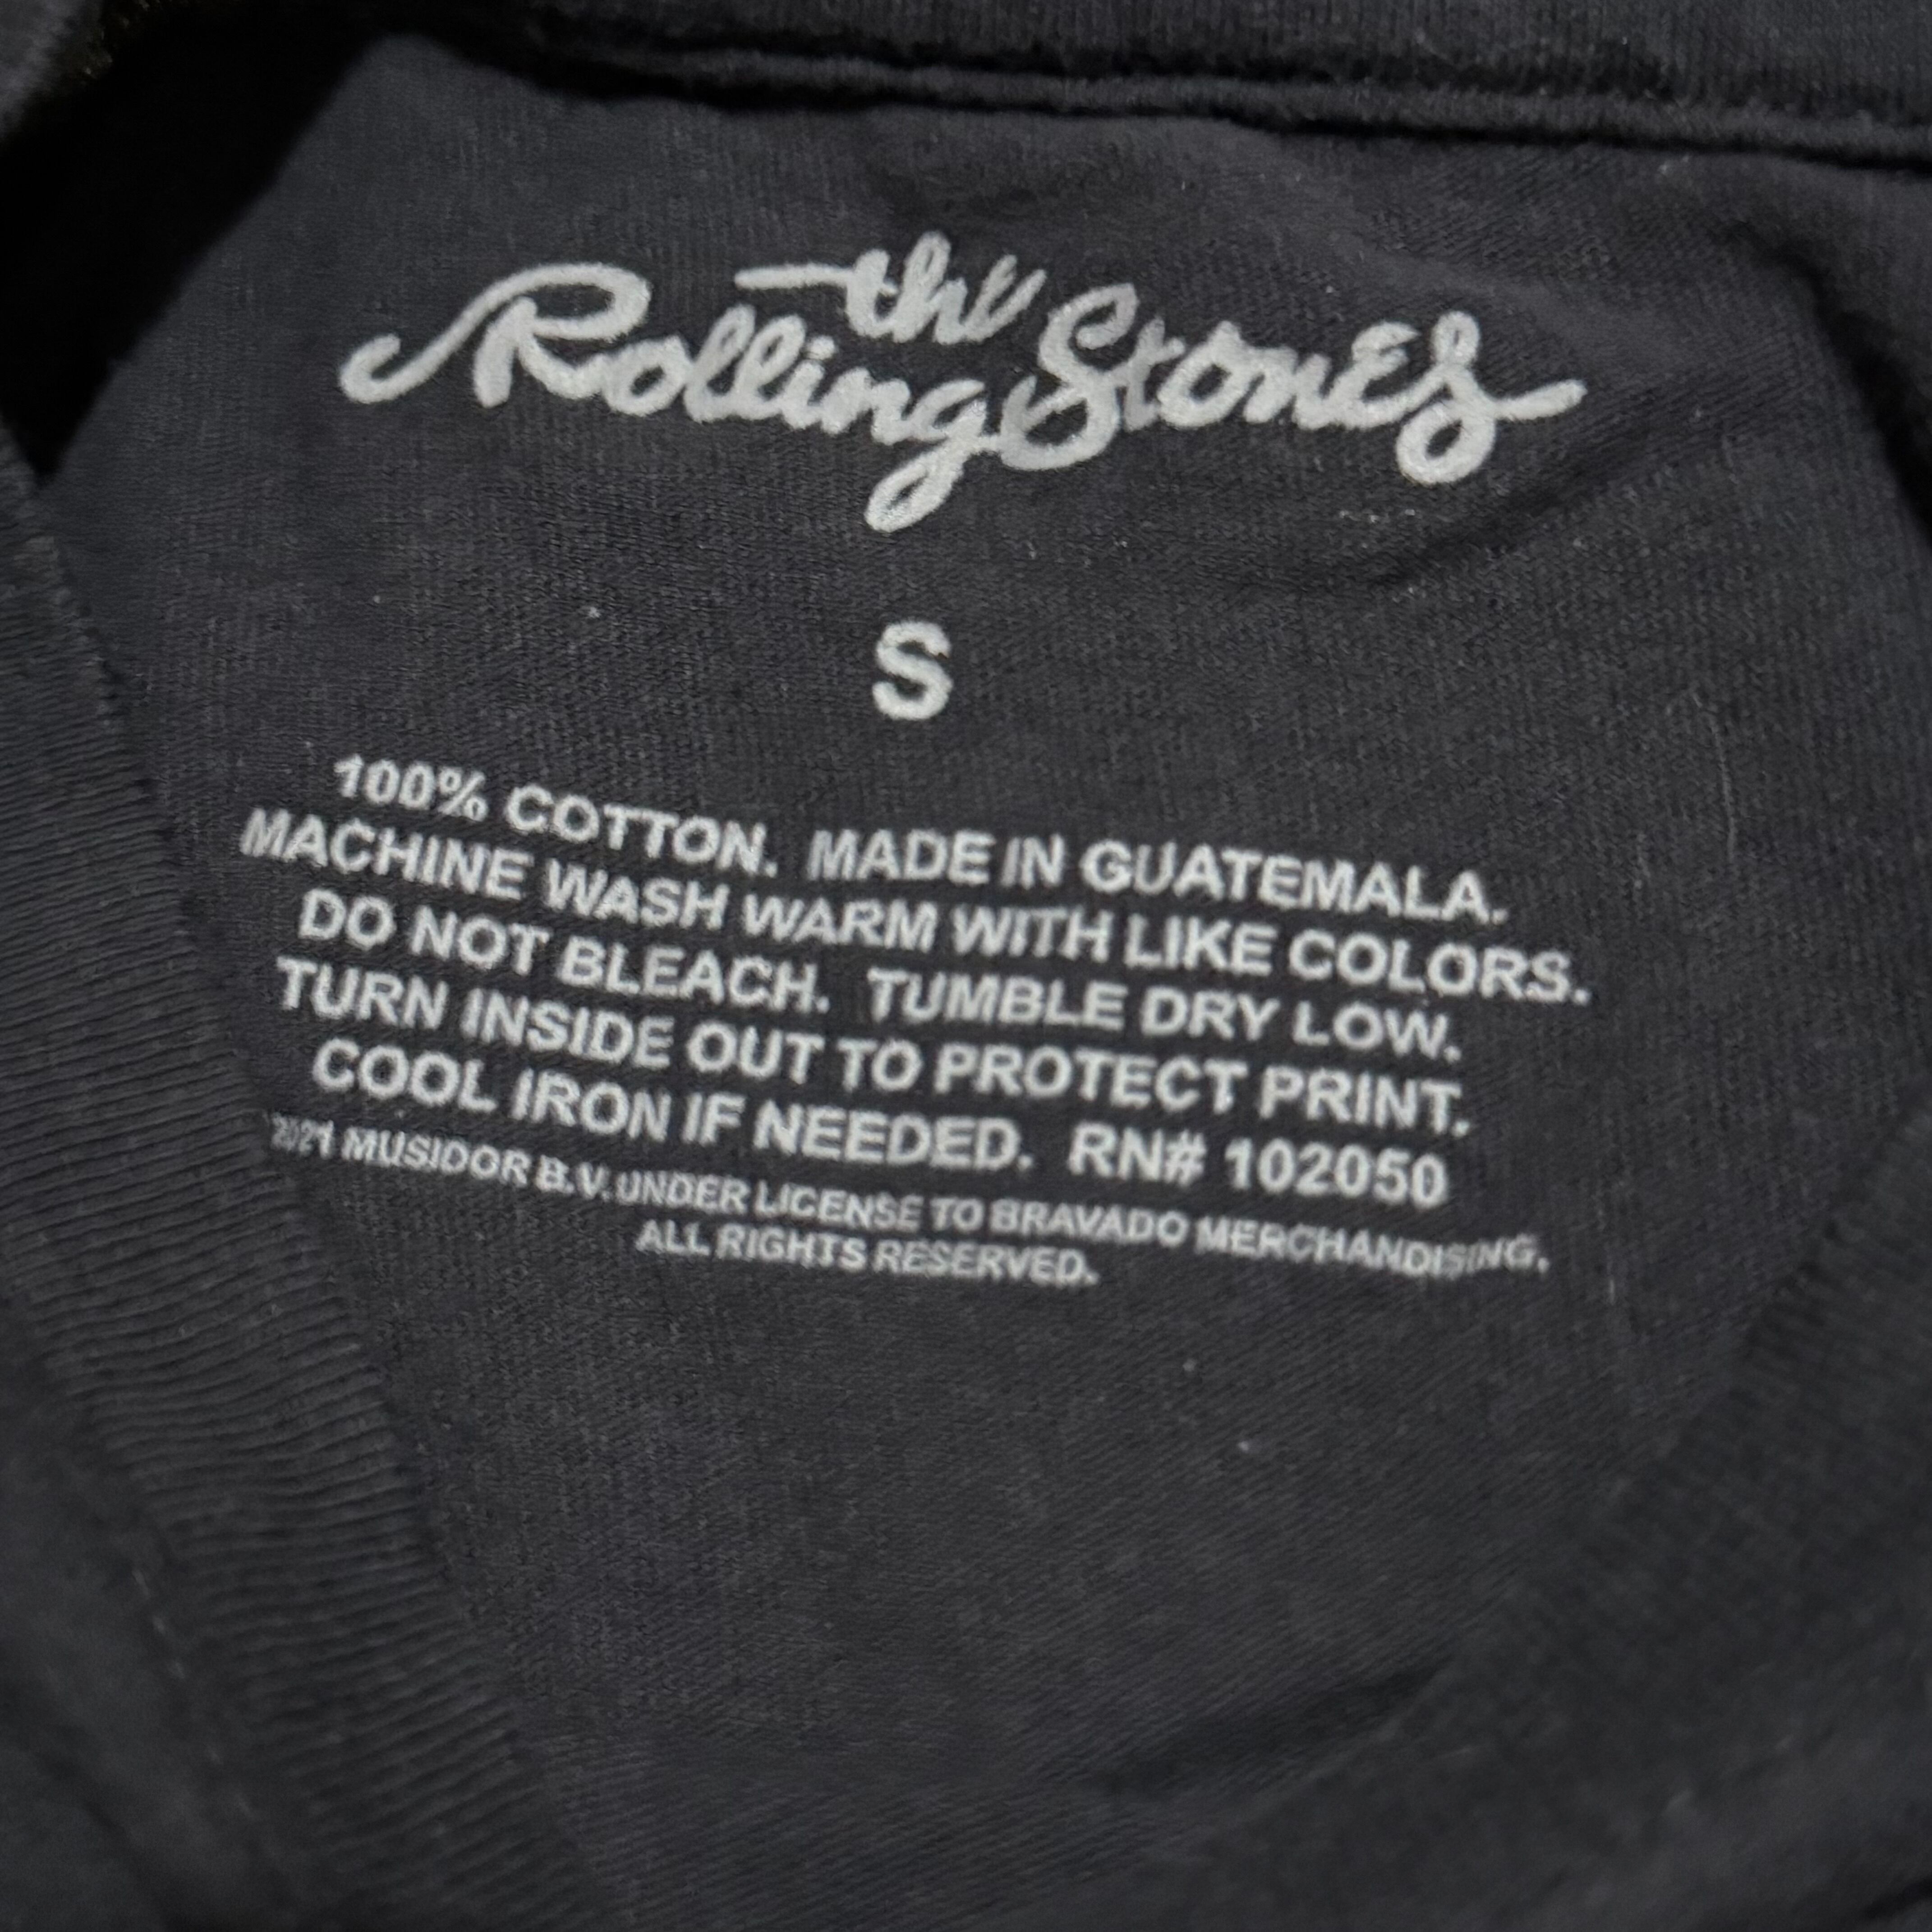 the
Rolling Stones
S
100% COTTON. MADE IN GUATEMALA.
MACHINE WASH WARM WITH LIKE COLORS.
DO NOT BLEACH. TUMBLE DRY LOW.
TURN INSIDE OUT TO PROTECT PRINT.
COOL IRON IF NEEDED. RN# 102050
2021 MUSIDOR B.V. UNDER LICENSE TO BRAVADO MERCHANDISING.
ALL RIGHTS RESERVED.